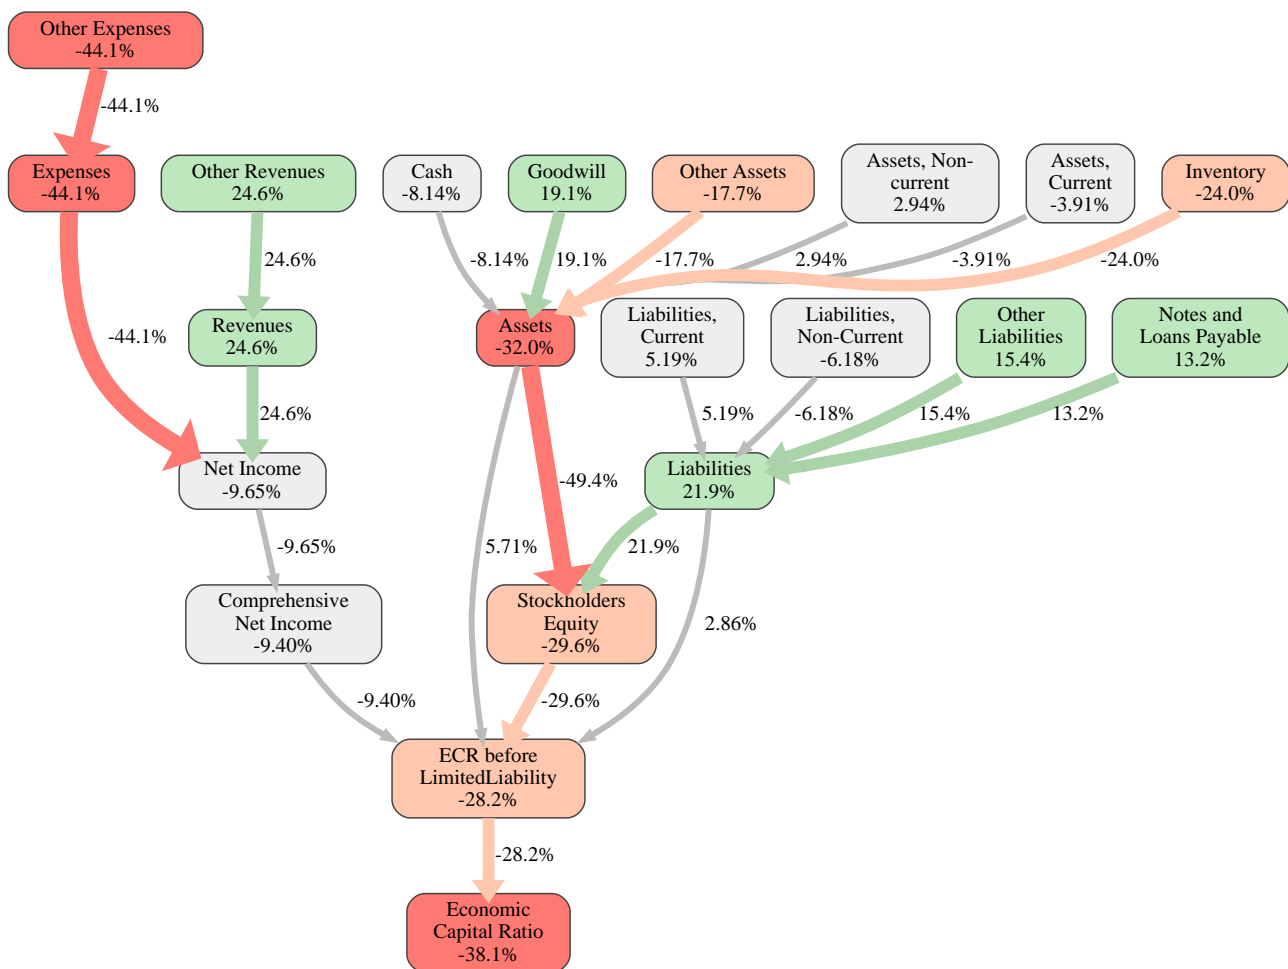 Other Expenses
-44.1%
-44.1%
Expenses
-44.1%
Other Revenues
24.6%
Cash
-8.14%
Goodwill
19.1%
Other Assets
-17.7%
Assets, Non-
current
2.94%
Assets,
Current
-3.91%
Inventory
-24.0%
24.6%
-8.14%
19.1%
-17.7%
2.94%
-3.91%
-24.0%
-44.1%
Revenues
24.6%
Assets
-32.0%
Liabilities,
Current
5.19%
Liabilities,
Non-Current
-6.18%
Other
Liabilities
15.4%
Notes and
Loans Payable
13.2%
24.6%
5.19%
-6.18%
15.4%
13.2%
Net Income
-9.65%
-49.4%
Liabilities
21.9%
-9.65%
5.71%
21.9%
Comprehensive
Net Income
-9.40%
Stockholders
Equity
-29.6%
2.86%
-9.40%
-29.6%
ECR before
LimitedLiability
-28.2%
-28.2%
Economic
Capital Ratio
-38.1%